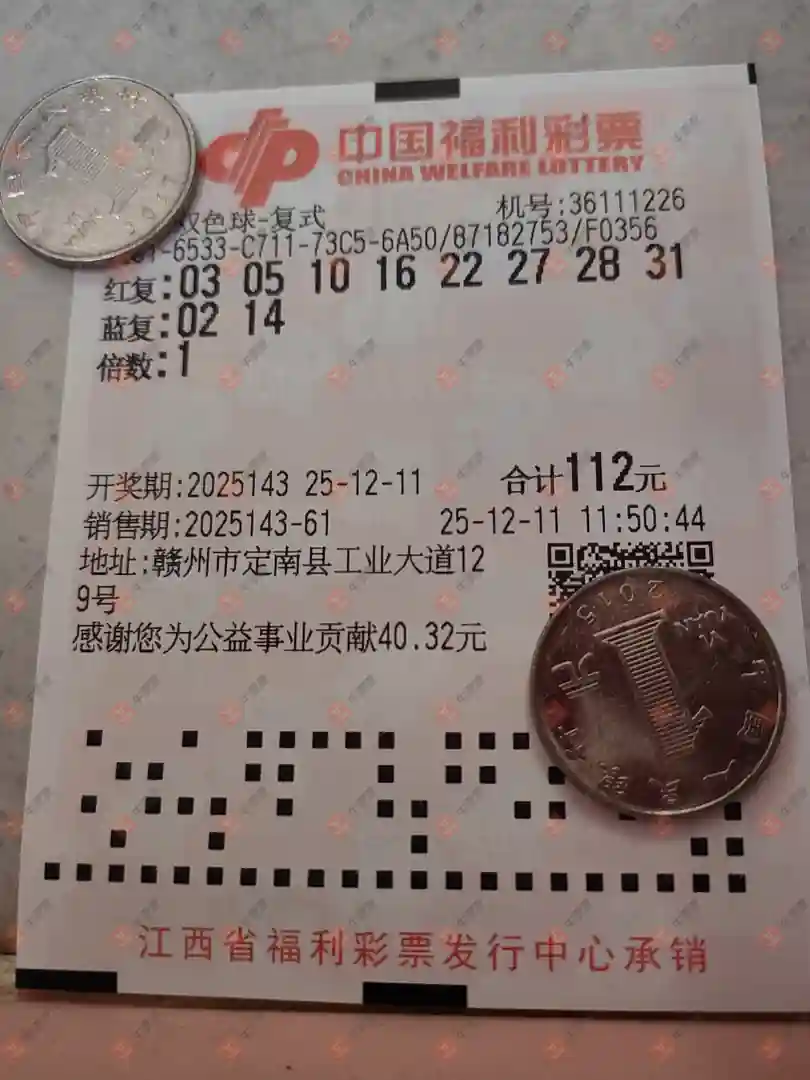 中国福利彩票
CHINA WELFARE LOTTERY
双色球-复式 机号:36111226
-6533-C711-73C5-6A50/87182753/F0356
红复:03 05 10 16 22 27 28 31
蓝复:02 14
倍数:1
开奖期:2025143 25-12-11 合计112元
销售期:2025143-61 25-12-11 11:50:44
地址:赣州市定南县工业大道12
9号
感谢您为公益事业贡献40.32元
2015
江西省福利彩票发行中心承销